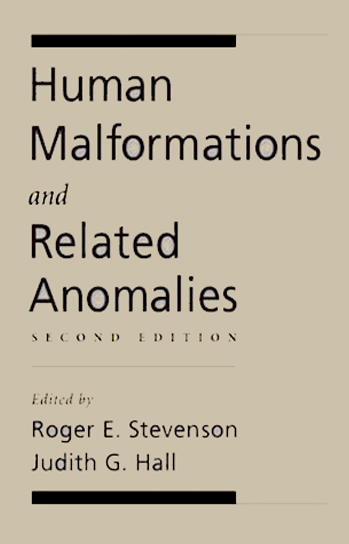 Human
Malformations
and
Related
Anomalies
SECOND EDITION
Edited by
Roger E. Stevenson
Judith G. Hall